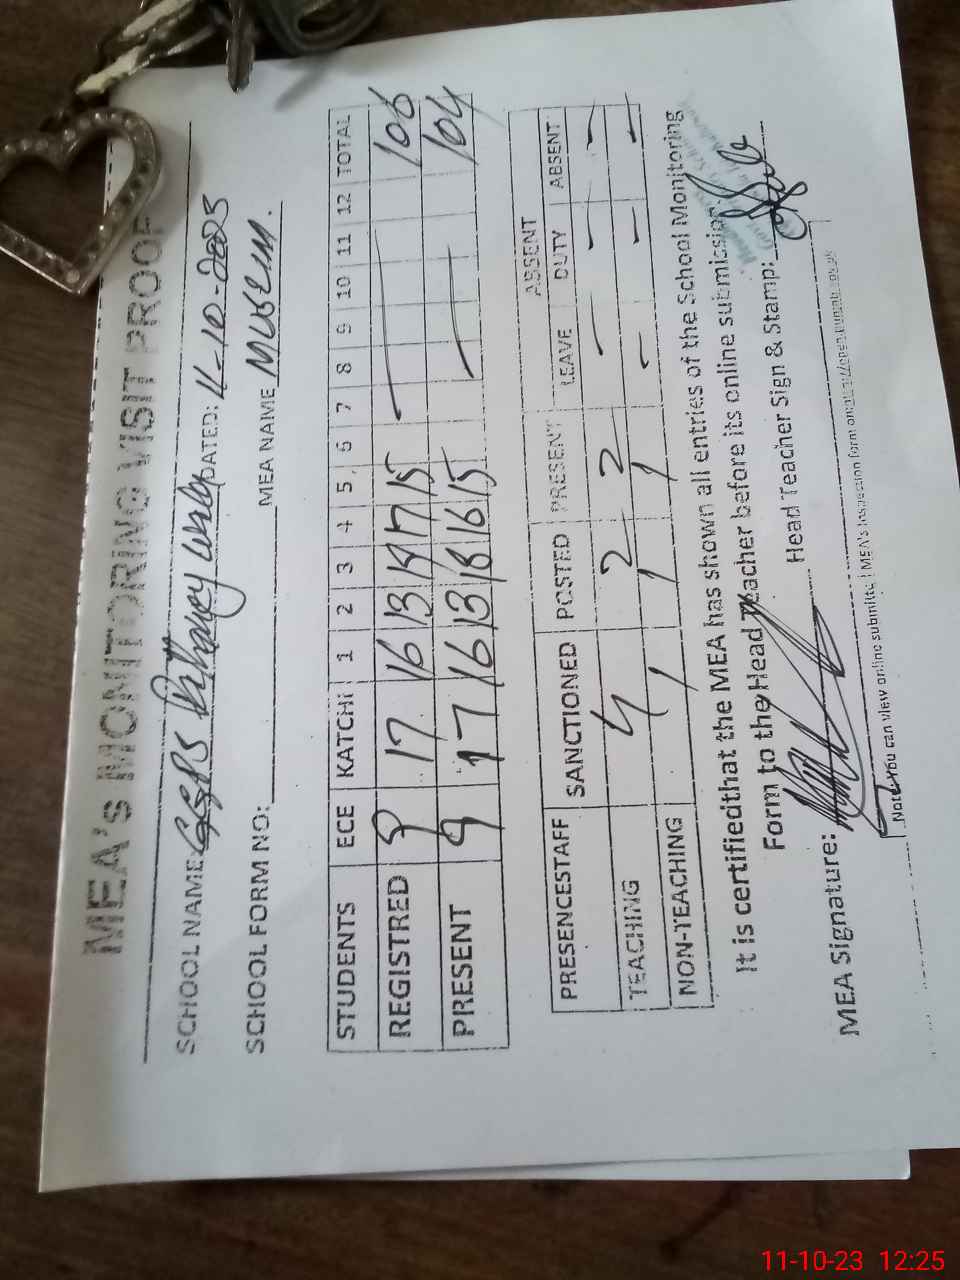 MEA's MONITORING VISIT PROOF
SCHOOL NAME: GGPS DATED: 11-10-2023
SCHOOL FORM NO: MEA NAME MUSLIM.
STUDENTS ECE KATCHI 1 2 3 4 5 6 7 8 9 10 11 12 TOTAL
REGISTRED 9 17 16 13 19 17 15 — 106
PRESENT 9 17 16 13 18 16 15 — 104
ASSENT
PRESENCESTAFF SANCTIONED POSTED PRESENT LEAVE DUTY ABSENT
TEACHING 4 2 2 — — —
NON-TEACHING 1 1 1 — — —
It is certifiedthat the MEA has shown all entries of the School Monitoring
Form to the Head Teacher before its online submission.
MEA Signature: Head Teacher Sign & Stamp:
Note: You can view online submitted MEA's Inspection form on
11-10-23 12:25